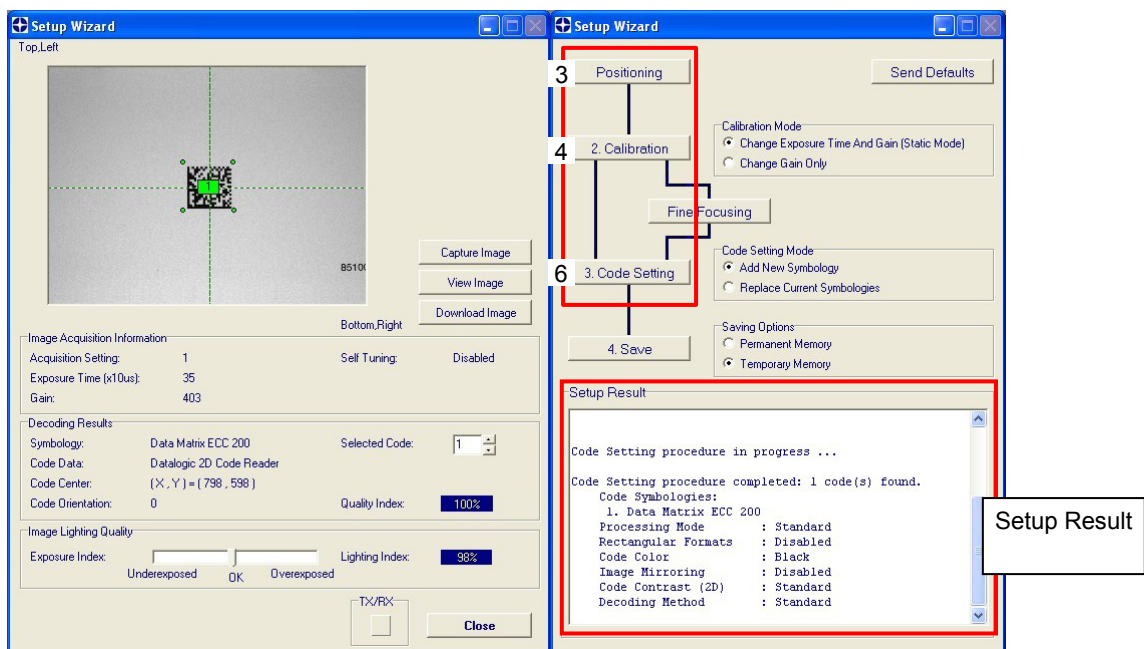 Setup Wizard
Top,Left
1
B5100
Capture Image
View Image
Download Image
Bottom,Right
Image Acquisition Information
Acquisition Setting: 1 Self Tuning: Disabled
Exposure Time (x10us): 35
Gain: 403
Decoding Results
Symbology: Data Matrix ECC 200 Selected Code: 1
Code Data: Datalogic 2D Code Reader
Code Center: ( X , Y ) = ( 798 , 598 )
Code Orientation: 0 Quality Index: 100%
Image Lighting Quality
Exposure Index: Lighting Index: 98%
Underexposed OK Overexposed
TX/RX
Close
Setup Wizard
3 Positioning Send Defaults
Calibration Mode
4 2. Calibration
Change Exposure Time And Gain (Static Mode)
Change Gain Only
Fine Focusing
Code Setting Mode
6 3. Code Setting
Add New Symbology
Replace Current Symbologies
Saving Options
4. Save
Permanent Memory
Temporary Memory
Setup Result
Code Setting procedure in progress ...
Code Setting procedure completed: 1 code(s) found.
Code Symbologies:
1. Data Matrix ECC 200
Processing Mode : Standard
Rectangular Formats : Disabled
Code Color : Black
Image Mirroring : Disabled
Code Contrast (2D) : Standard
Decoding Method : Standard
Setup Result